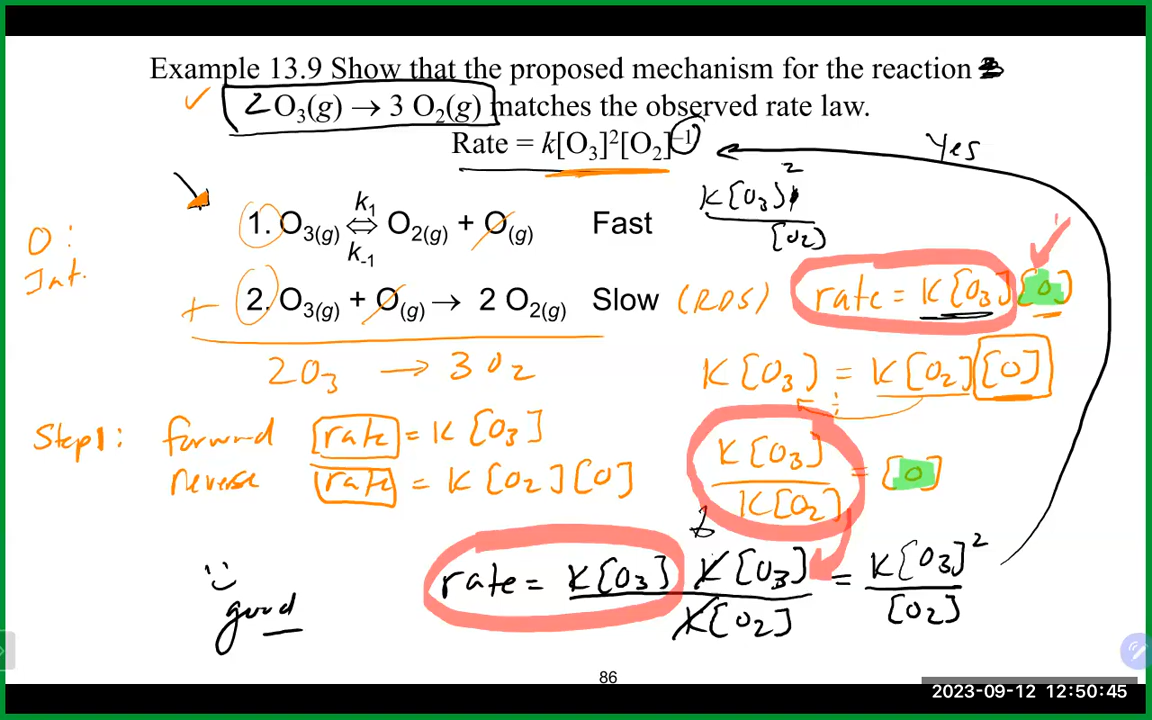 Example 13.9 Show that the proposed mechanism for the reaction
2O₃(g) → 3 O₂(g) matches the observed rate law.
Rate = k[O₃]²[O₂]⁻¹
Yes
K[O₃]²
[O₂]
1. O₃(g) ⇔ O₂(g) + O(g) Fast
k₁
k₋₁
O:
Int.
+ 2. O₃(g) + O(g) → 2 O₂(g) Slow (RDS) rate = K[O₃][O]
2O₃ → 3O₂
K[O₃] = K[O₂][O]
Step1: forward rate = K[O₃]
reverse rate = K[O₂][O]
K[O₃]
K[O₂]
= [O]
rate = K[O₃] K[O₃]
K[O₂]
= K[O₃]²
[O₂]
good
86
2023-09-12 12:50:45